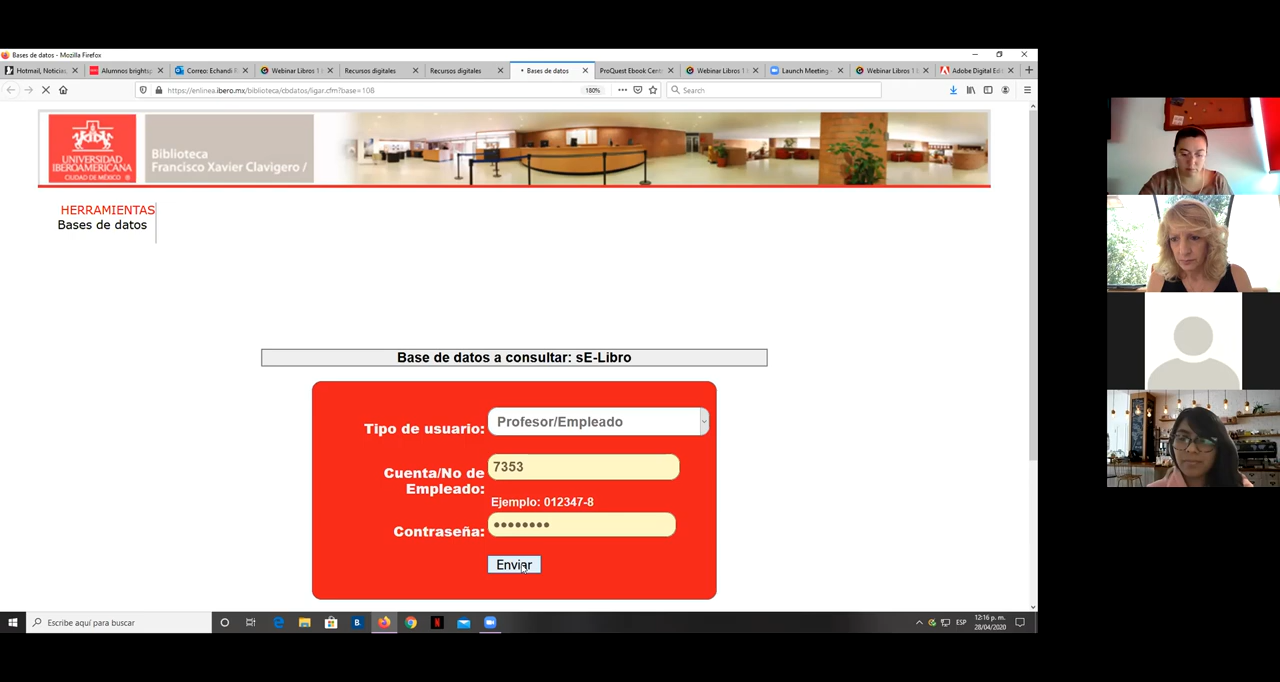 Bases de datos - Mozilla Firefox
Hotmail, Noticias,
Alumnos brights
Correo: Echandi
Webinar Libros 1
Recursos digitales
Recursos digitales
Bases de datos
ProQuest Ebook Cent
Webinar Libros 1
Launch Meeting -
Webinar Libros 1
Adobe Digital Edi
https://enlinea.ibero.mx/biblioteca/cbdatos/ligar.cfm?base=108
180%
Search
UNIVERSIDAD
IBEROAMERICANA
CIUDAD DE MÉXICO ®
Biblioteca
Francisco Xavier Clavigero /
HERRAMIENTAS
Bases de datos
Base de datos a consultar: sE-Libro
Tipo de usuario:
Profesor/Empleado
Cuenta/No de
Empleado:
7353
Ejemplo: 012347-8
Contraseña:
Enviar
Escribe aquí para buscar
ESP
12:16 p. m.
28/04/2020